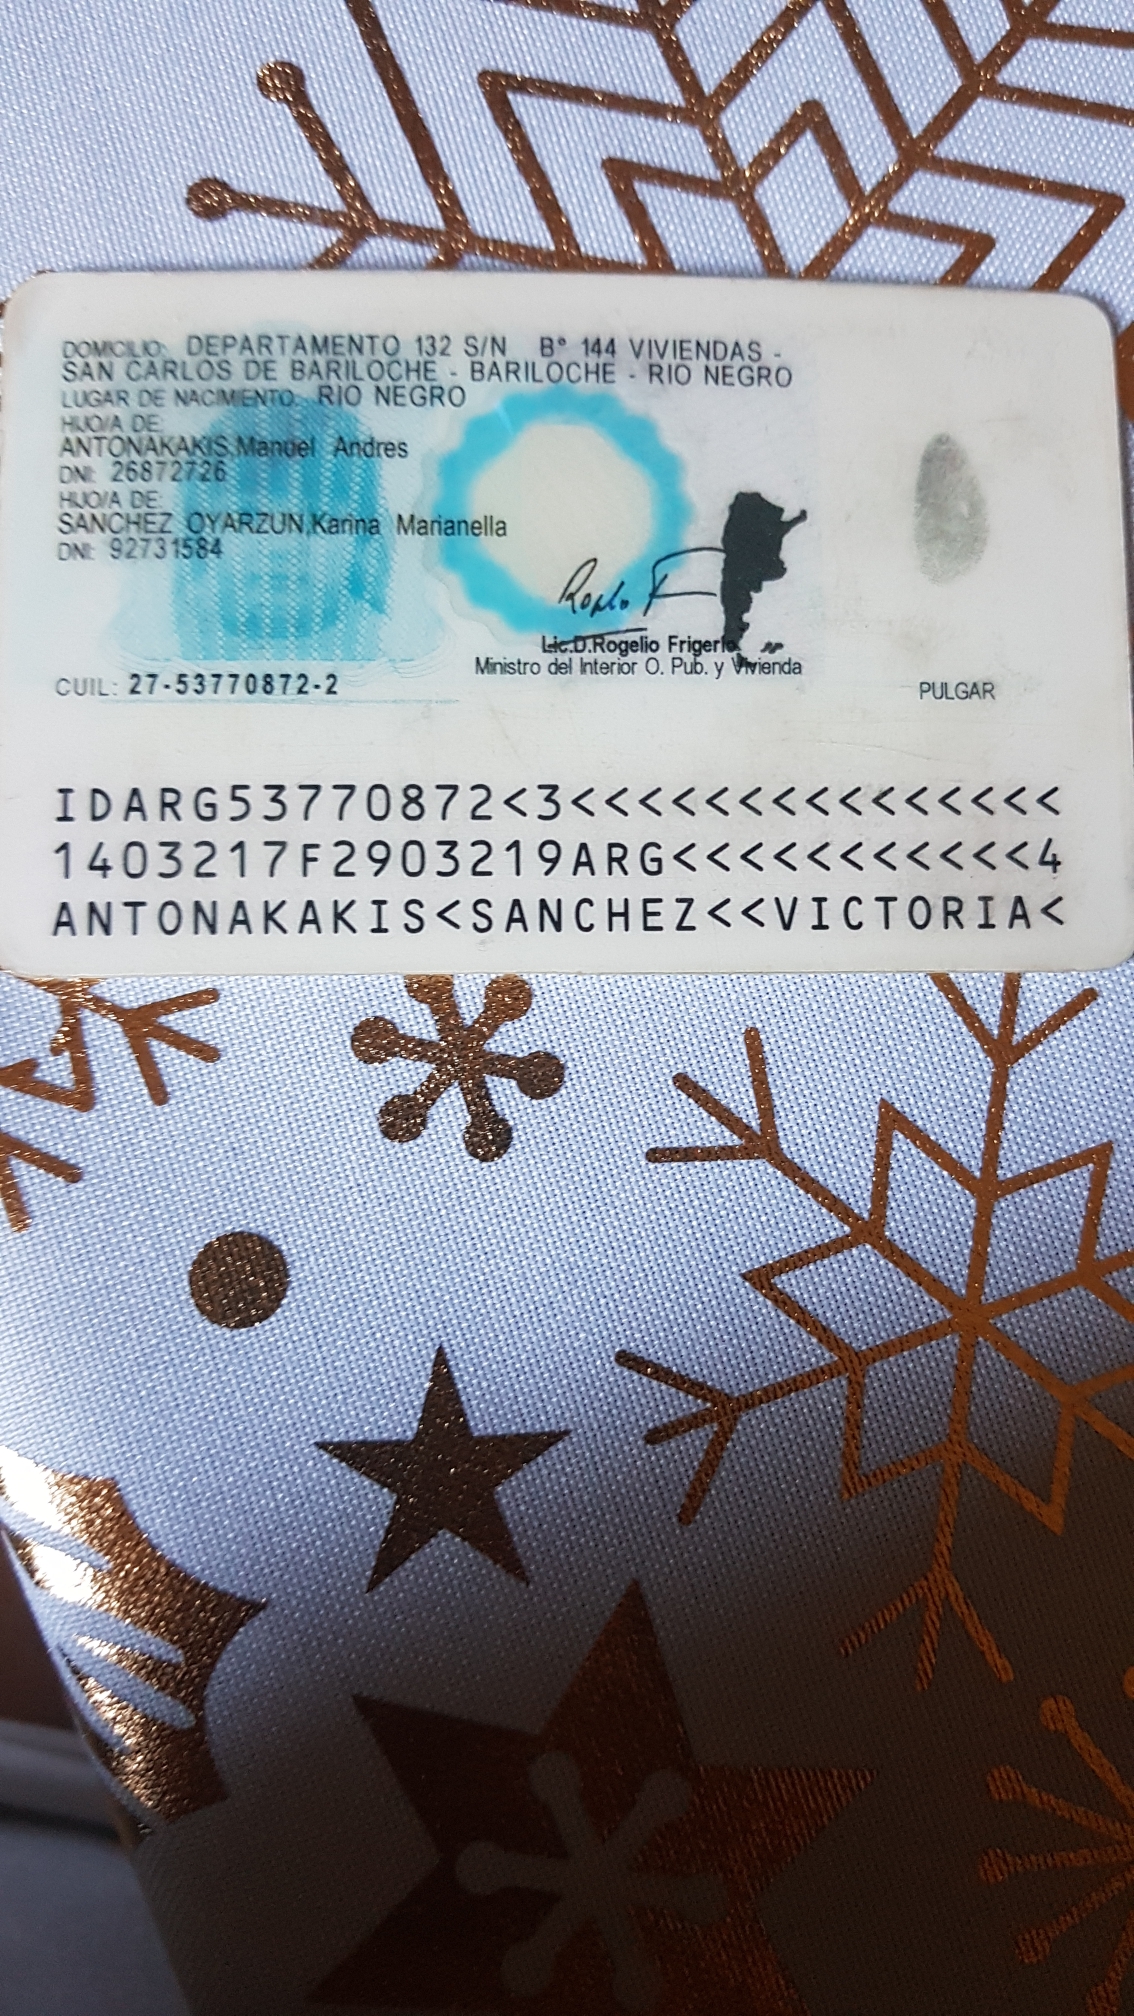 DOMICILIO: DEPARTAMENTO 132 S/N B° 144 VIVIENDAS -
SAN CARLOS DE BARILOCHE - BARILOCHE - RIO NEGRO
LUGAR DE NACIMIENTO: RIO NEGRO
HIJO/A DE:
ANTONAKAKIS,Manuel Andres
DNI: 26872726
HIJO/A DE:
SANCHEZ OYARZUN,Karina Marianella
DNI: 92731584
Lic.D.Rogelio Frigerio
Ministro del Interior O. Pub. y Vivienda
CUIL: 27-53770872-2
PULGAR
IDARG53770872<3<<<<<<<<<<<<<<<
1403217F2903219ARG<<<<<<<<<<<4
ANTONAKAKIS<SANCHEZ<<VICTORIA<